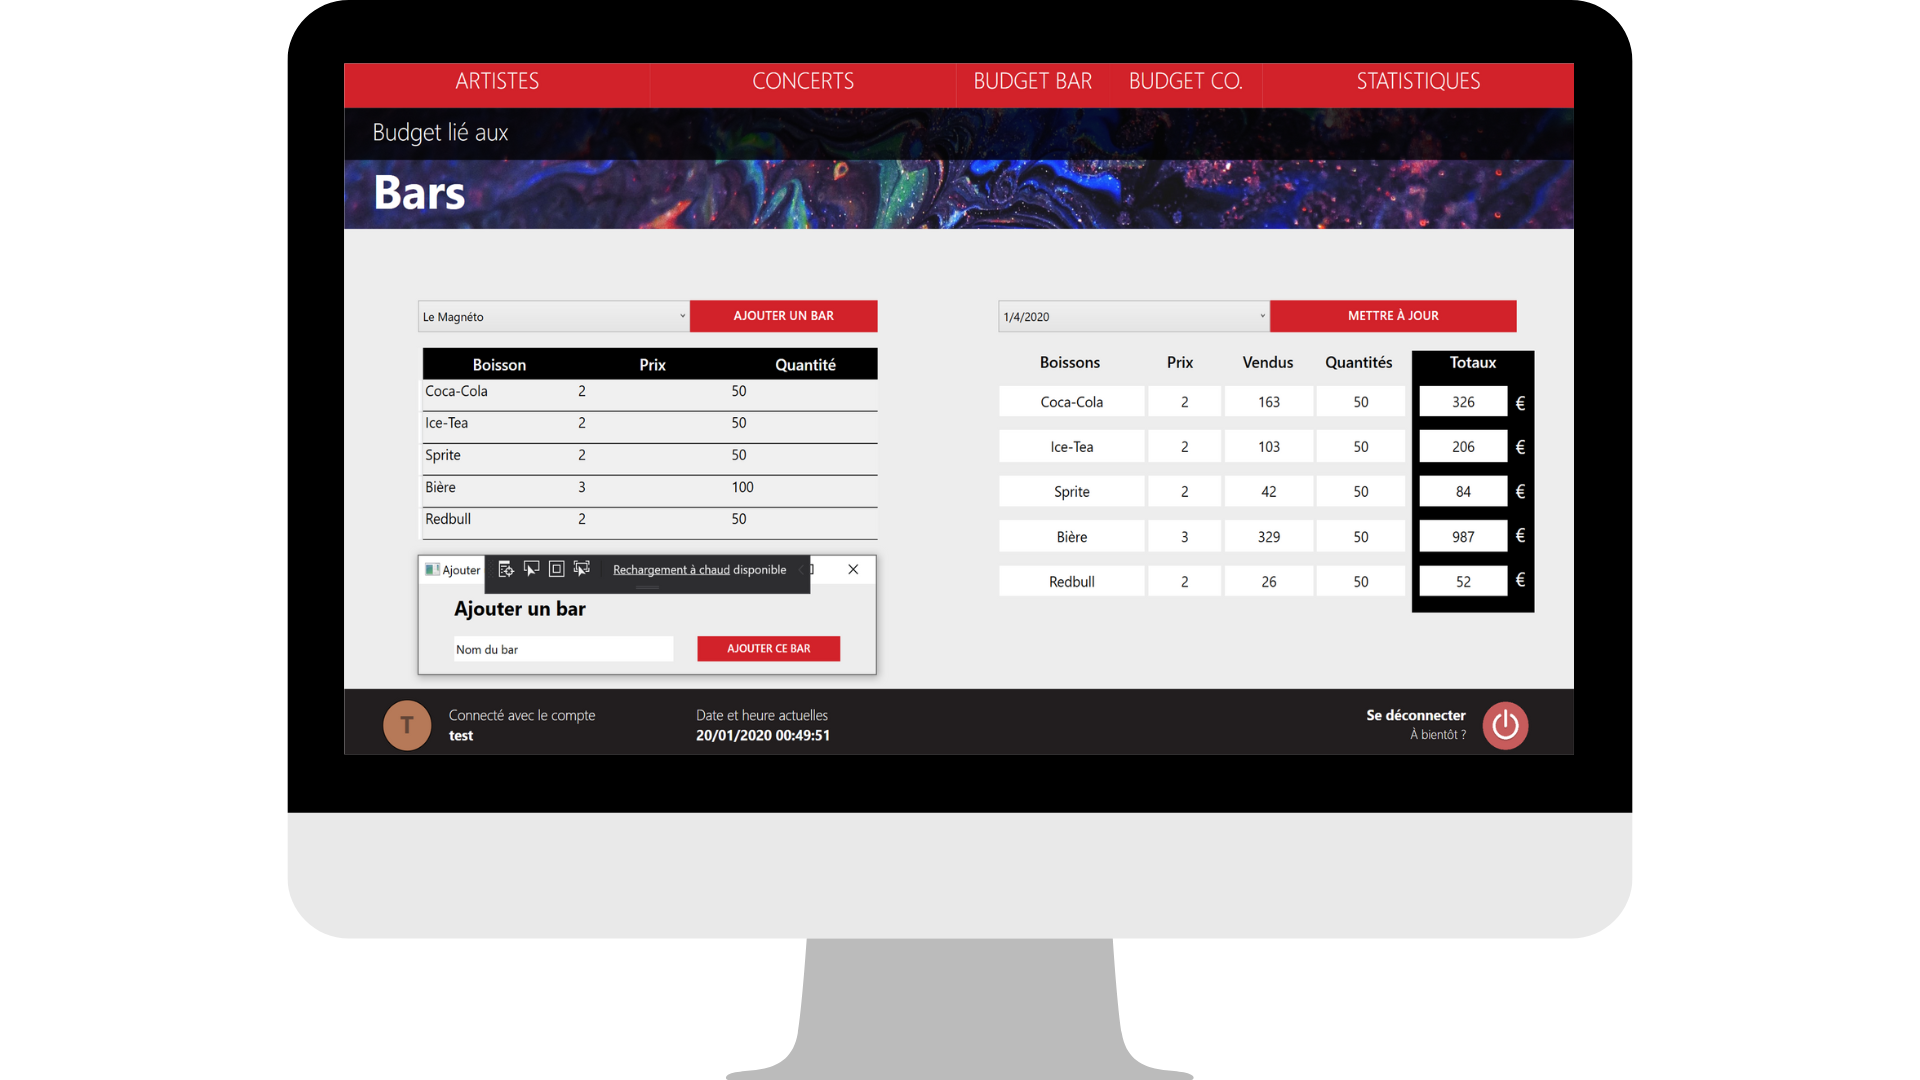 ARTISTES CONCERTS BUDGET BAR BUDGET CO. STATISTIQUES
Budget lié aux
Bars
Le Magnéto AJOUTER UN BAR
Boisson Prix Quantité
Coca-Cola 2 50
Ice-Tea 2 50
Sprite 2 50
Bière 3 100
Redbull 2 50
Ajouter Rechargement à chaud disponible
Ajouter un bar
Nom du bar AJOUTER CE BAR
1/4/2020 METTRE À JOUR
Boissons Prix Vendus Quantités Totaux
Coca-Cola 2 163 50 326 €
Ice-Tea 2 103 50 206 €
Sprite 2 42 50 84 €
Bière 3 329 50 987 €
Redbull 2 26 50 52 €
T
Connecté avec le compte
test
Date et heure actuelles
20/01/2020 00:49:51
Se déconnecter
À bientôt ?